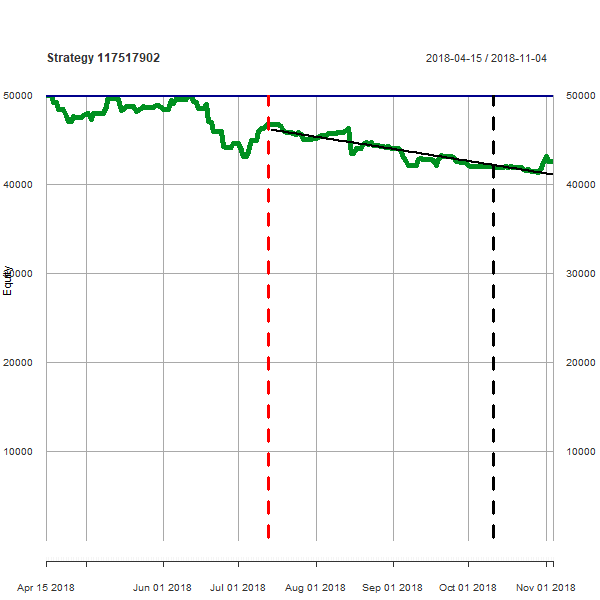 Strategy 117517902
2018-04-15 / 2018-11-04
50000
50000
40000
40000
30000
30000
Equity
20000
20000
10000
10000
Apr 15 2018
Jun 01 2018
Jul 01 2018
Aug 01 2018
Sep 01 2018
Oct 01 2018
Nov 01 2018